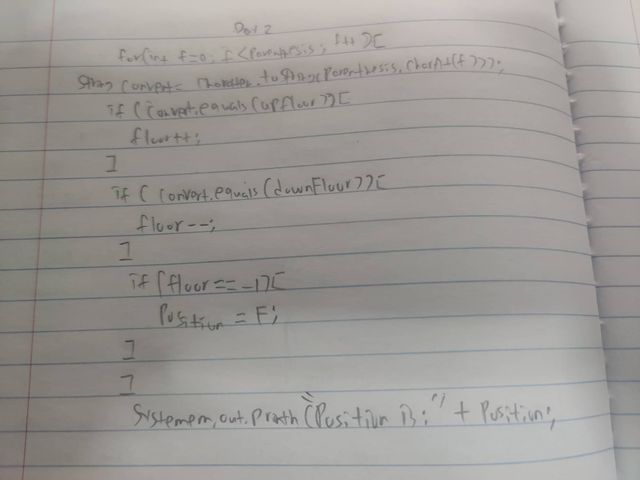 Day 2
for(int f=0; f<parenthesis; f++)[
String convert= Character.toString(parenthesis.charAt(f)));
if ((convert.equals(upfloor))[
floor++;
]
if ( convert.equals(downFloor))[
floor--;
]
if (floor == -1)[
Position = F;
]
]
Systemem.out.println("Position is:") + Position;